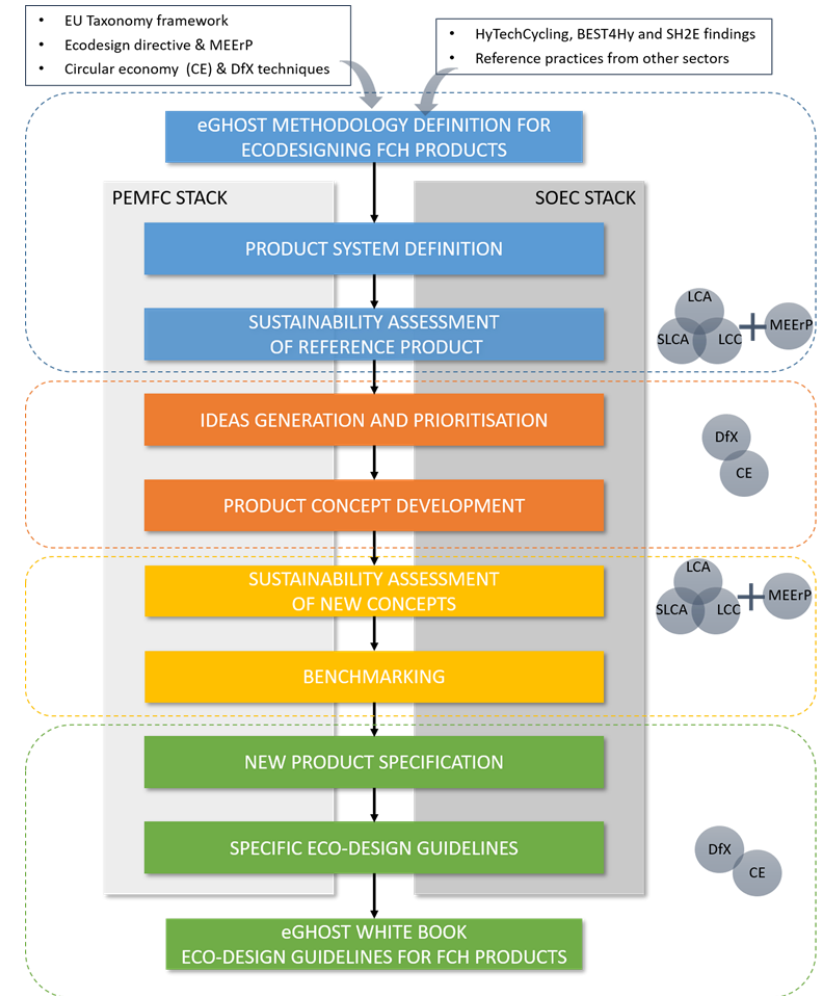 • EU Taxonomy framework
• Ecodesign directive & MEErP
• Circular economy (CE) & DfX techniques
• HyTechCycling, BEST4Hy and SH2E findings
• Reference practices from other sectors
eGHOST METHODOLOGY DEFINITION FOR
ECODESIGNING FCH PRODUCTS
PEMFC STACK
SOEC STACK
PRODUCT SYSTEM DEFINITION
SUSTAINABILITY ASSESSMENT
OF REFERENCE PRODUCT
LCA
SLCA
LCC
MEErP
IDEAS GENERATION AND PRIORITISATION
DfX
CE
PRODUCT CONCEPT DEVELOPMENT
SUSTAINABILITY ASSESSMENT
OF NEW CONCEPTS
LCA
SLCA
LCC
MEErP
BENCHMARKING
NEW PRODUCT SPECIFICATION
SPECIFIC ECO-DESIGN GUIDELINES
DfX
CE
eGHOST WHITE BOOK
ECO-DESIGN GUIDELINES FOR FCH PRODUCTS